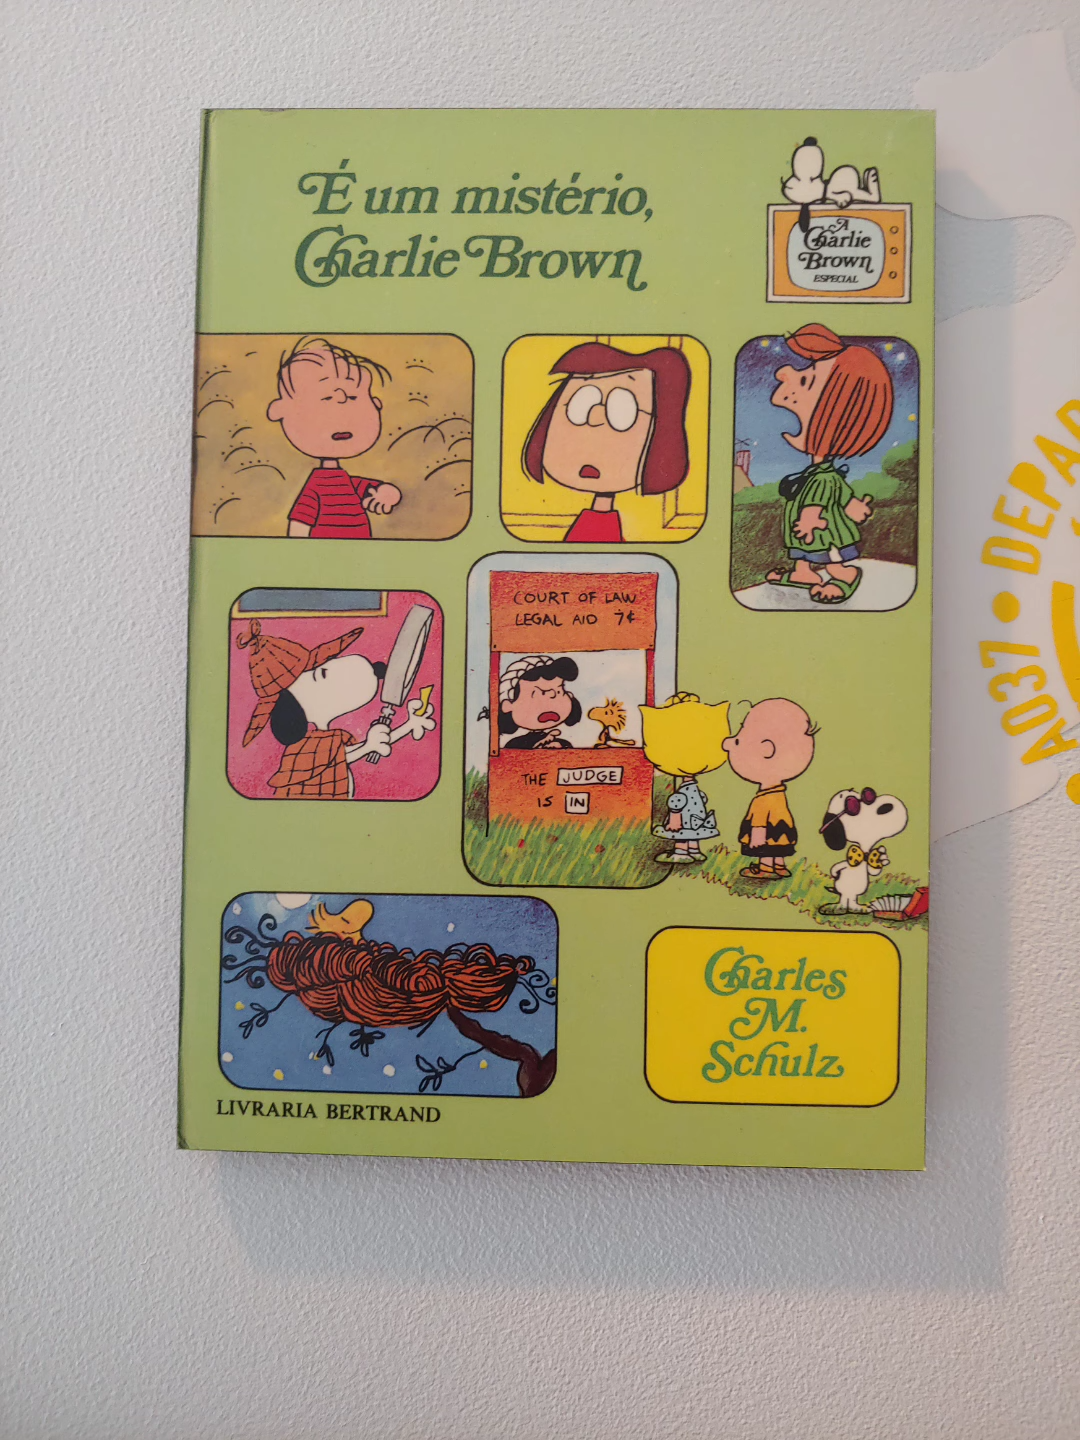 É um mistério,
Charlie Brown
A
Charlie
Brown
ESPECIAL
COURT OF LAW
LEGAL AID 7¢
THE JUDGE
IS IN
Charles
M.
Schulz
LIVRARIA BERTRAND
A037 • DEPAR